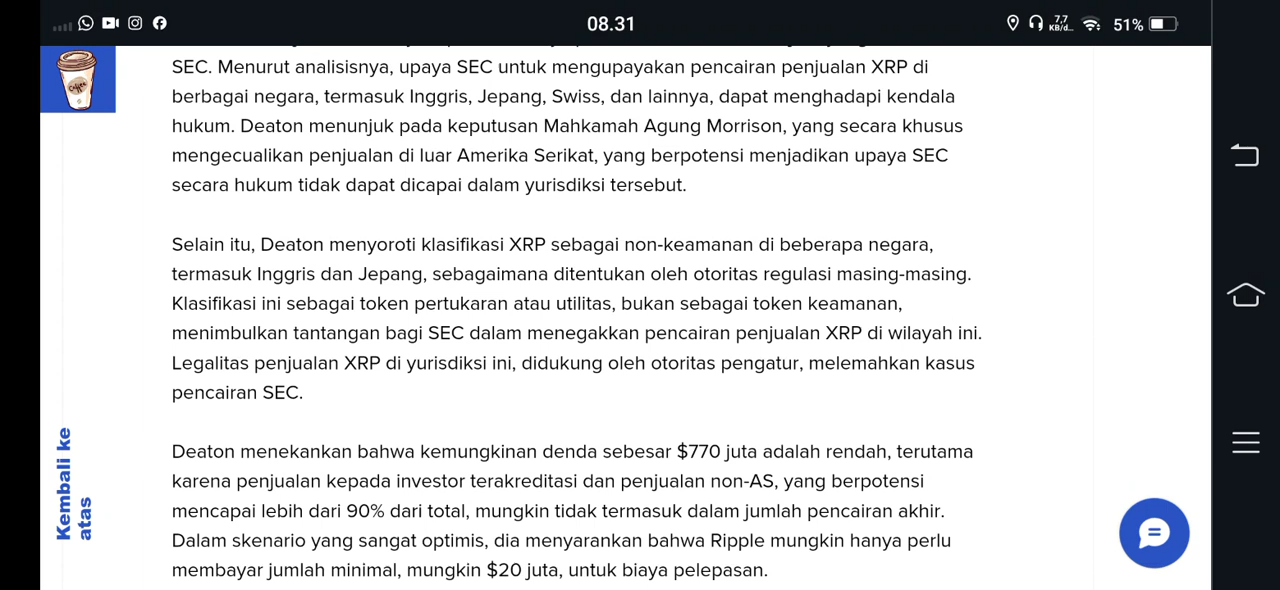 08.31
7,7
KB/d...
51%
Coffee
SEC. Menurut analisisnya, upaya SEC untuk mengupayakan pencairan penjualan XRP di
berbagai negara, termasuk Inggris, Jepang, Swiss, dan lainnya, dapat menghadapi kendala
hukum. Deaton menunjuk pada keputusan Mahkamah Agung Morrison, yang secara khusus
mengecualikan penjualan di luar Amerika Serikat, yang berpotensi menjadikan upaya SEC
secara hukum tidak dapat dicapai dalam yurisdiksi tersebut.
Selain itu, Deaton menyoroti klasifikasi XRP sebagai non-keamanan di beberapa negara,
termasuk Inggris dan Jepang, sebagaimana ditentukan oleh otoritas regulasi masing-masing.
Klasifikasi ini sebagai token pertukaran atau utilitas, bukan sebagai token keamanan,
menimbulkan tantangan bagi SEC dalam menegakkan pencairan penjualan XRP di wilayah ini.
Legalitas penjualan XRP di yurisdiksi ini, didukung oleh otoritas pengatur, melemahkan kasus
pencairan SEC.
Deaton menekankan bahwa kemungkinan denda sebesar $770 juta adalah rendah, terutama
karena penjualan kepada investor terakreditasi dan penjualan non-AS, yang berpotensi
mencapai lebih dari 90% dari total, mungkin tidak termasuk dalam jumlah pencairan akhir.
Dalam skenario yang sangat optimis, dia menyarankan bahwa Ripple mungkin hanya perlu
membayar jumlah minimal, mungkin $20 juta, untuk biaya pelepasan.
Kembali ke
atas